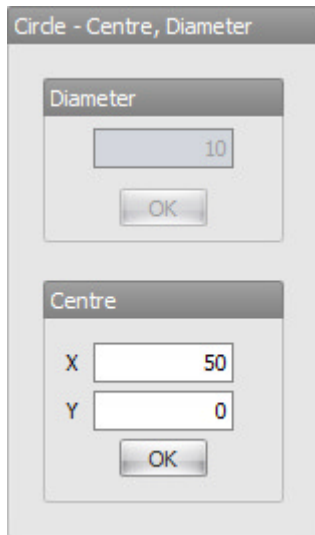 Circle - Centre, Diameter
Diameter
10
OK
Centre
X 50
Y 0
OK